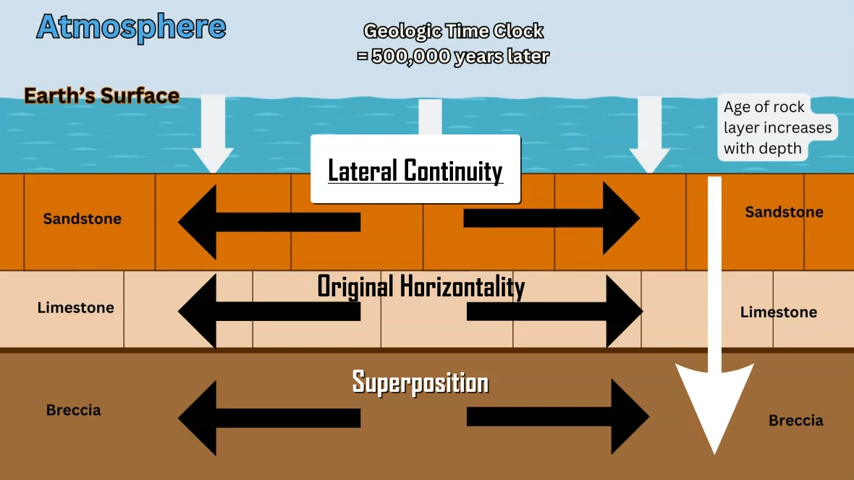 Atmosphere
Geologic Time Clock
= 500,000 years later
Earth's Surface
Age of rock
layer increases
with depth
Lateral Continuity
Sandstone
Sandstone
Original Horizontality
Limestone
Limestone
Superposition
Breccia
Breccia